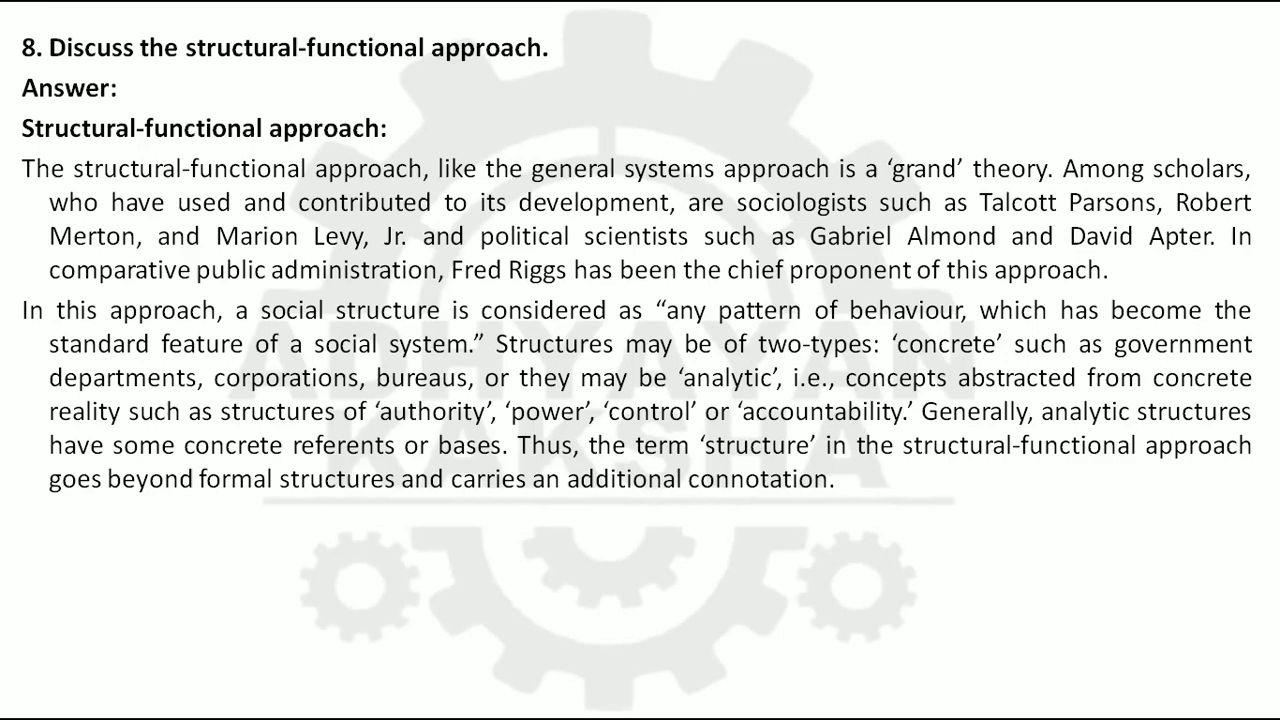 8. Discuss the structural-functional approach.
Answer:
Structural-functional approach:
The structural-functional approach, like the general systems approach is a ‘grand’ theory. Among scholars,
who have used and contributed to its development, are sociologists such as Talcott Parsons, Robert
Merton, and Marion Levy, Jr. and political scientists such as Gabriel Almond and David Apter. In
comparative public administration, Fred Riggs has been the chief proponent of this approach.
In this approach, a social structure is considered as “any pattern of behaviour, which has become the
standard feature of a social system.” Structures may be of two-types: ‘concrete’ such as government
departments, corporations, bureaus, or they may be ‘analytic’, i.e., concepts abstracted from concrete
reality such as structures of ‘authority’, ‘power’, ‘control’ or ‘accountability.’ Generally, analytic structures
have some concrete referents or bases. Thus, the term ‘structure’ in the structural-functional approach
goes beyond formal structures and carries an additional connotation.
ADHYAYAN
KAKSHA